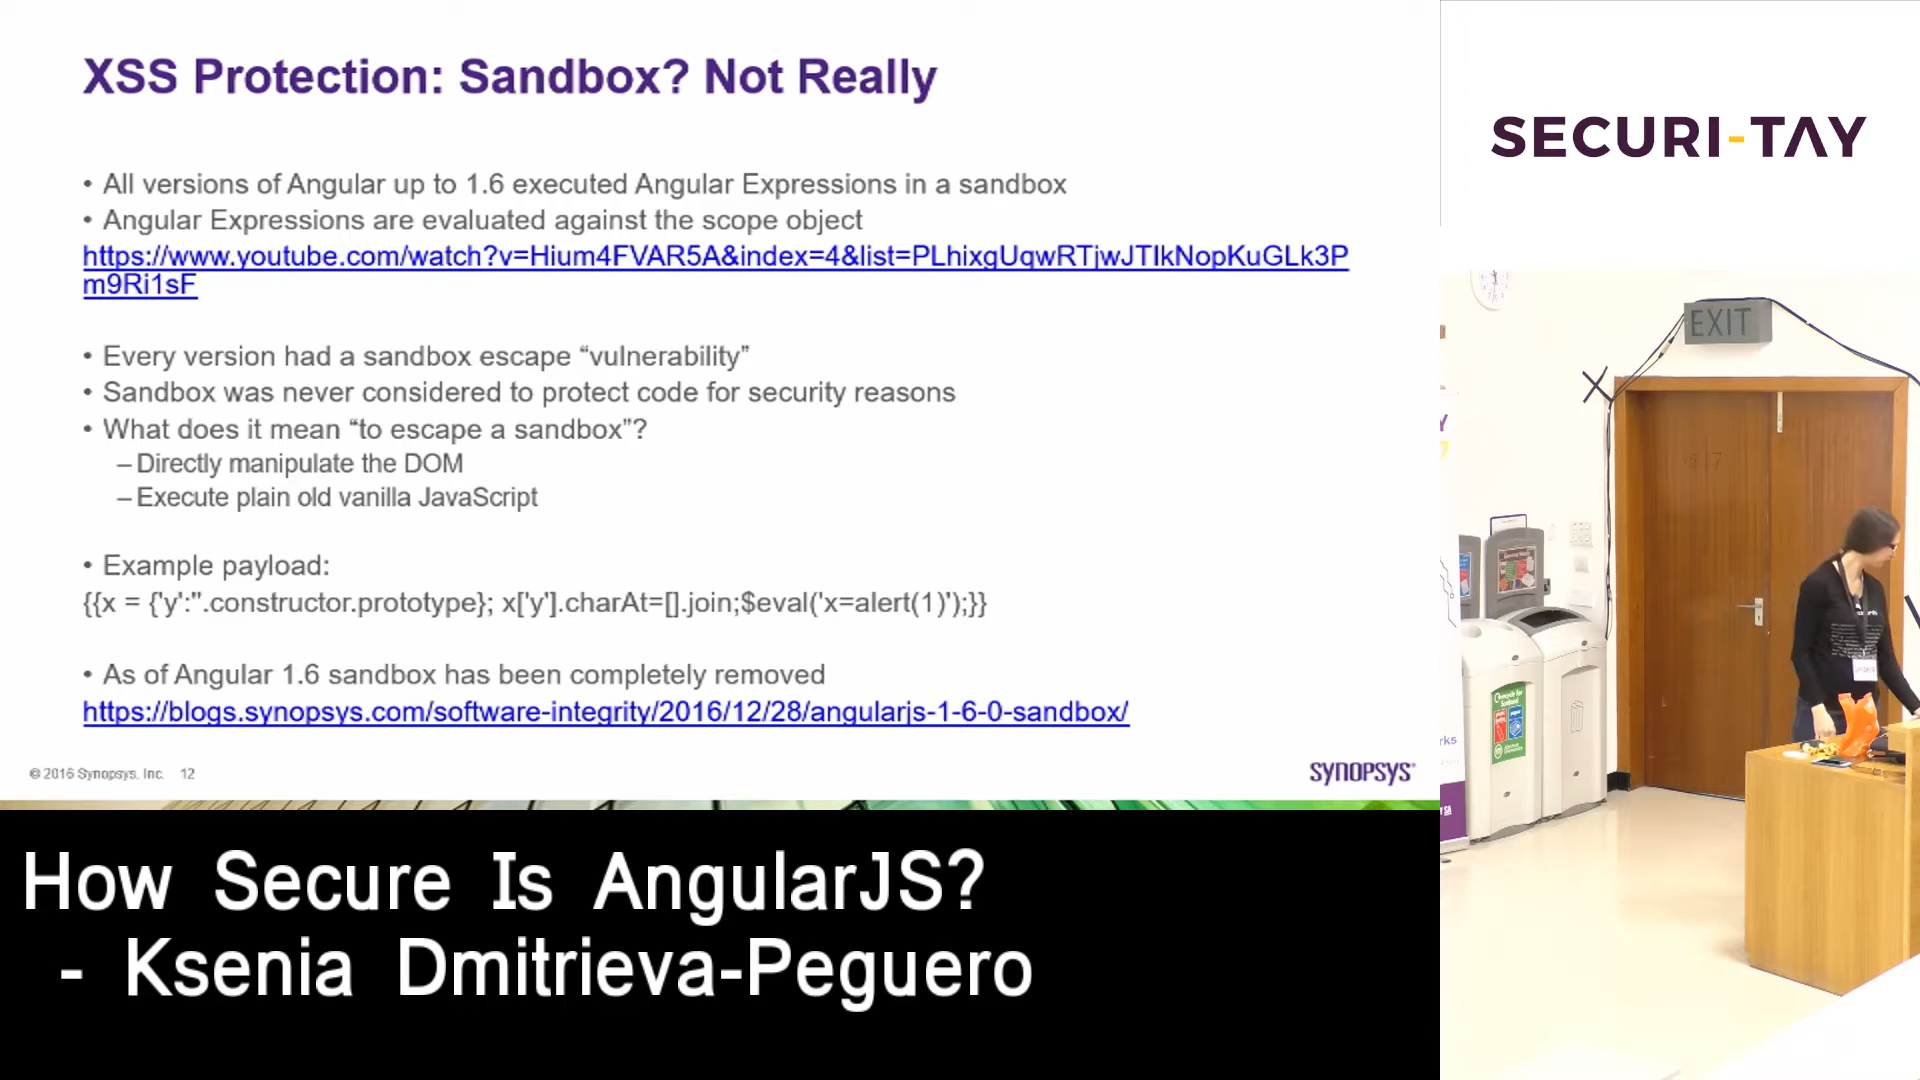 XSS Protection: Sandbox? Not Really
SECURI-TAY
• All versions of Angular up to 1.6 executed Angular Expressions in a sandbox
• Angular Expressions are evaluated against the scope object
https://www.youtube.com/watch?v=Hium4FVAR5A&index=4&list=PLhixgUqwRTjwJTIkNopKuGLk3P
m9Ri1sF
• Every version had a sandbox escape “vulnerability”
• Sandbox was never considered to protect code for security reasons
• What does it mean “to escape a sandbox”?
– Directly manipulate the DOM
– Execute plain old vanilla JavaScript
• Example payload:
{{x = {'y':''.constructor.prototype}; x['y'].charAt=[].join;$eval('x=alert(1)');}}
• As of Angular 1.6 sandbox has been completely removed
https://blogs.synopsys.com/software-integrity/2016/12/28/angularjs-1-6-0-sandbox/
© 2016 Synopsys, Inc. 12
SYNOPSYS
EXIT
How Secure Is AngularJS?
- Ksenia Dmitrieva-Peguero